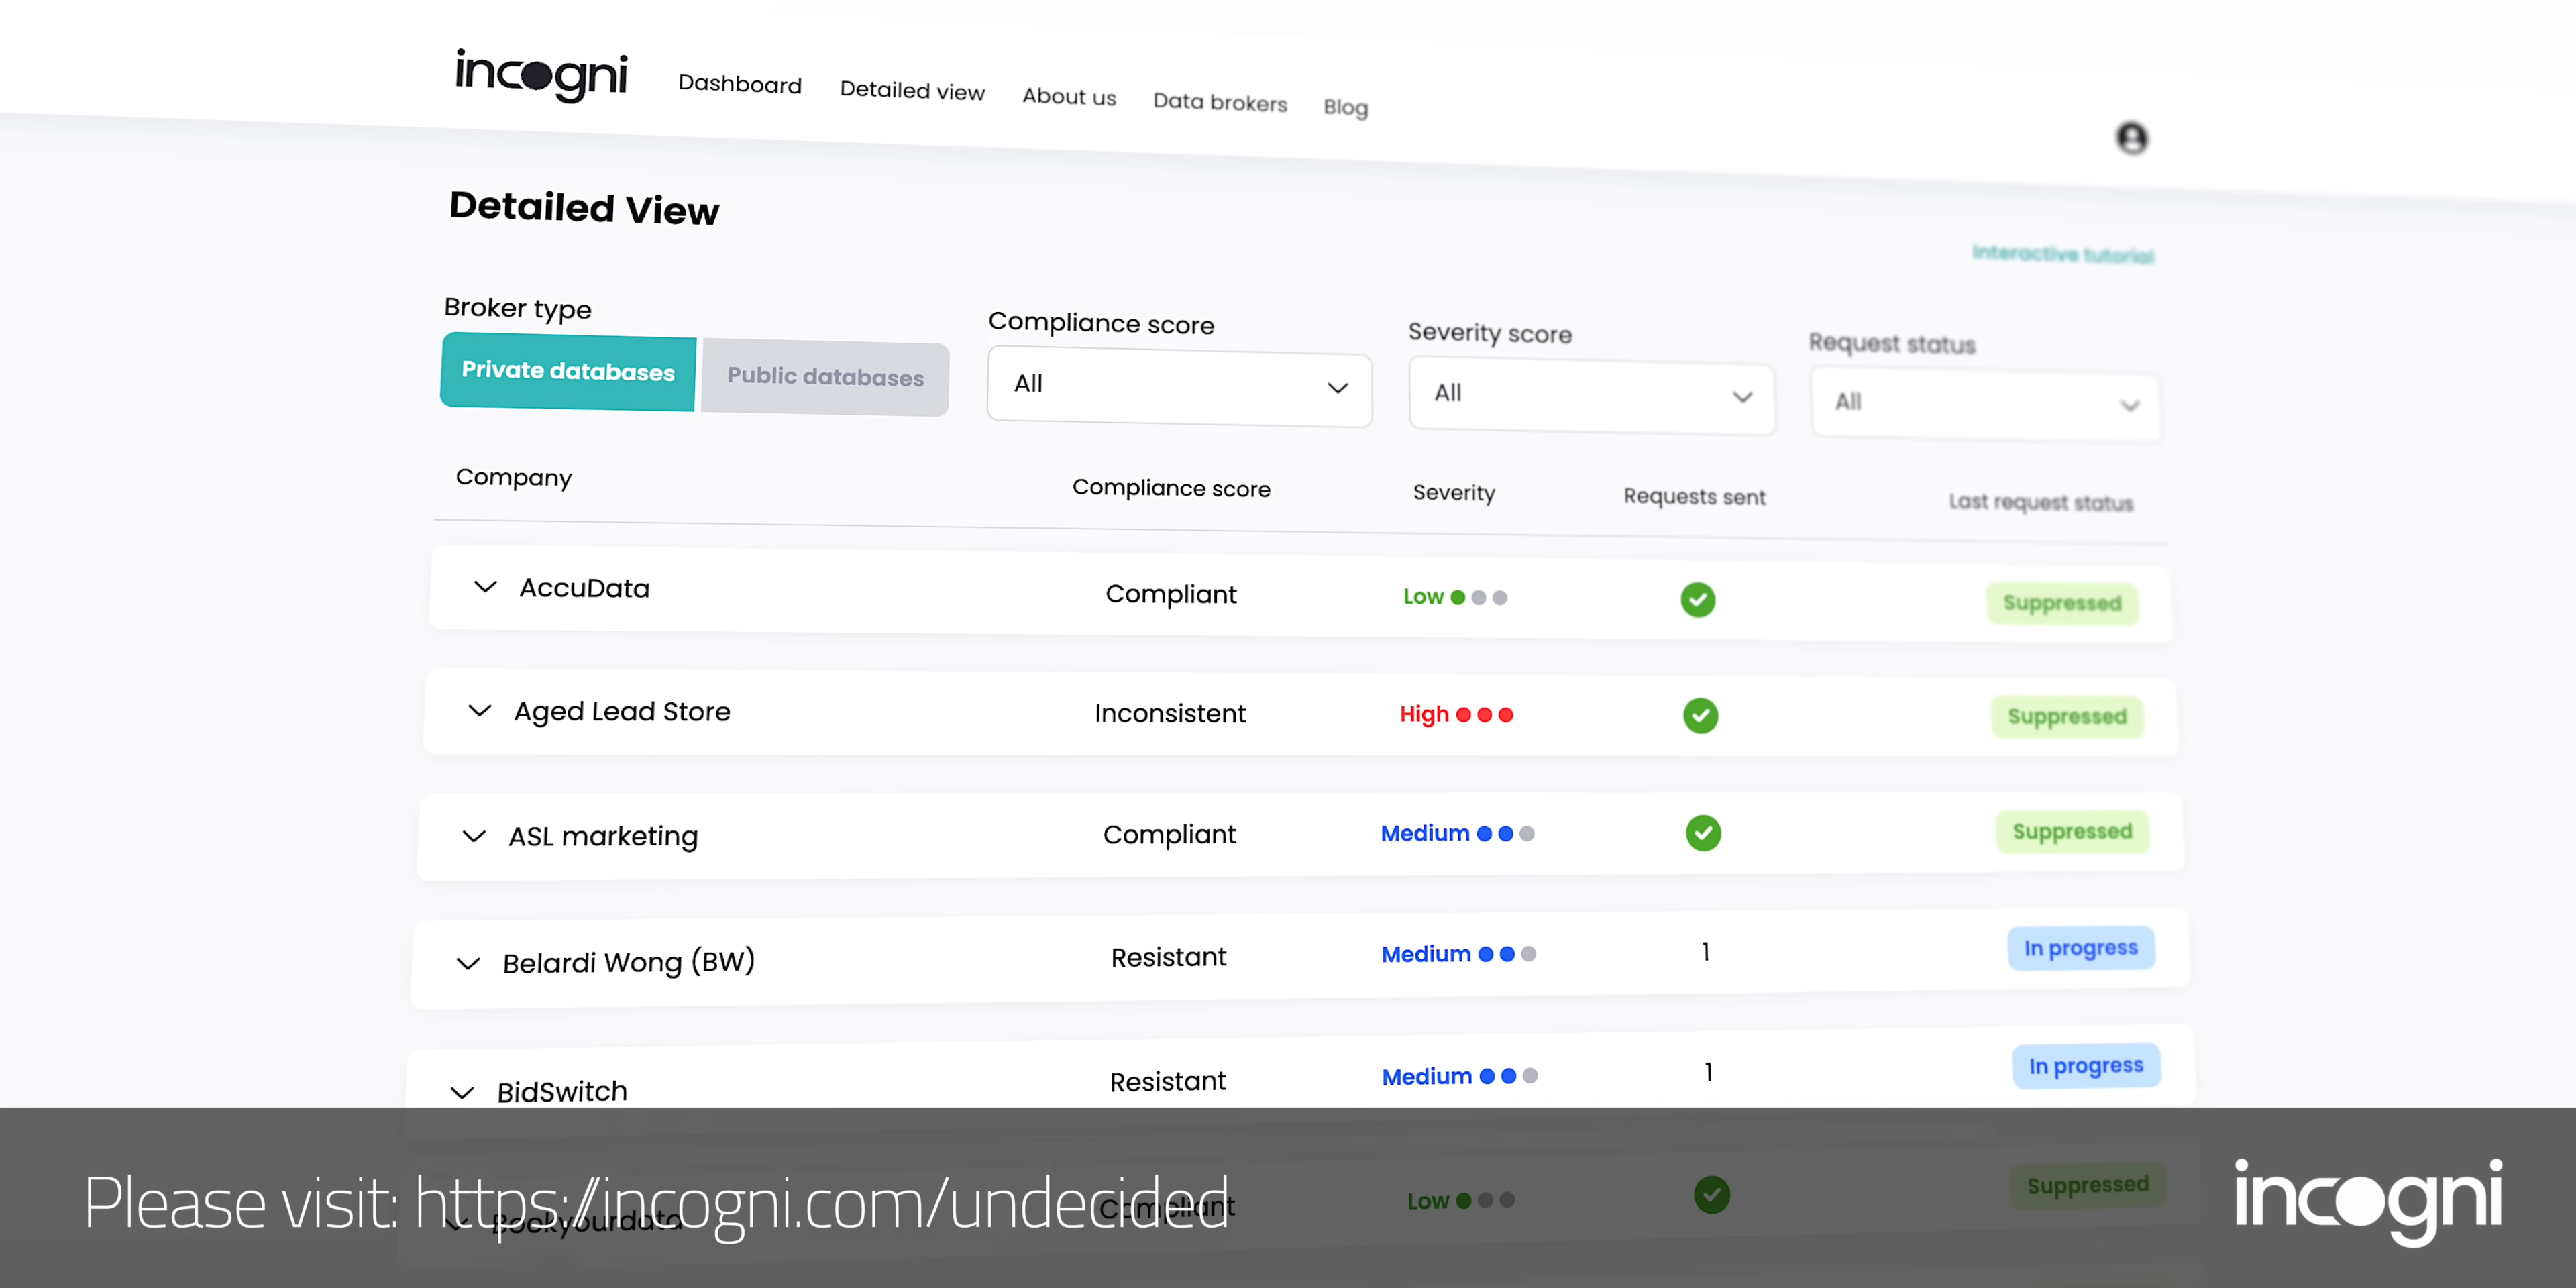 incogni Dashboard Detailed view About us Data brokers Blog
Detailed View
Interactive tutorial
Broker type Compliance score Severity score Request status
Private databases Public databases All All All
Company Compliance score Severity Requests sent Last request status
AccuData Compliant Low Suppressed
Aged Lead Store Inconsistent High Suppressed
ASL marketing Compliant Medium Suppressed
Belardi Wong (BW) Resistant Medium 1 In progress
BidSwitch Resistant Medium 1 In progress
Bookyourdata Compliant Low Suppressed
Please visit: https://incogni.com/undecided incogni